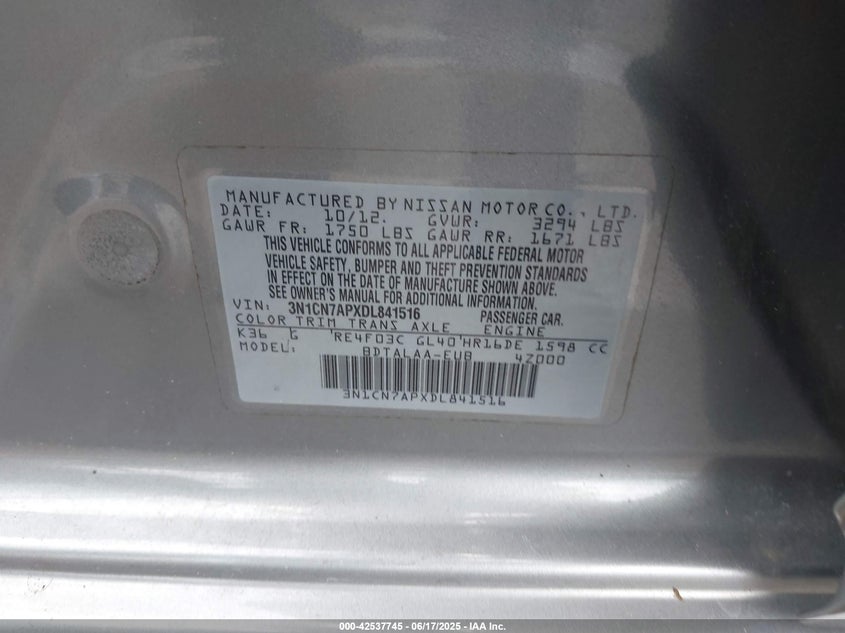 MANUFACTURED BY NISSAN MOTOR CO., LTD.
DATE: 10/12. GVWR: 3294 LBS
GAWR FR: 1750 LBS GAWR RR: 1671 LBS
THIS VEHICLE CONFORMS TO ALL APPLICABLE FEDERAL MOTOR
VEHICLE SAFETY, BUMPER AND THEFT PREVENTION STANDARDS
IN EFFECT ON THE DATE OF MANUFACTURE SHOWN ABOVE.
SEE OWNER'S MANUAL FOR ADDITIONAL INFORMATION.
VIN: 3N1CN7APXDL841516 PASSENGER CAR.
COLOR TRIM TRANS AXLE ENGINE
K36 G RE4F03C GL40 HR16DE 1598 CC
MODEL: BDTALAA-EUB 4Z000
3N1CN7APXDL841516
000-42537745 - 06/17/2025 - IAA Inc.